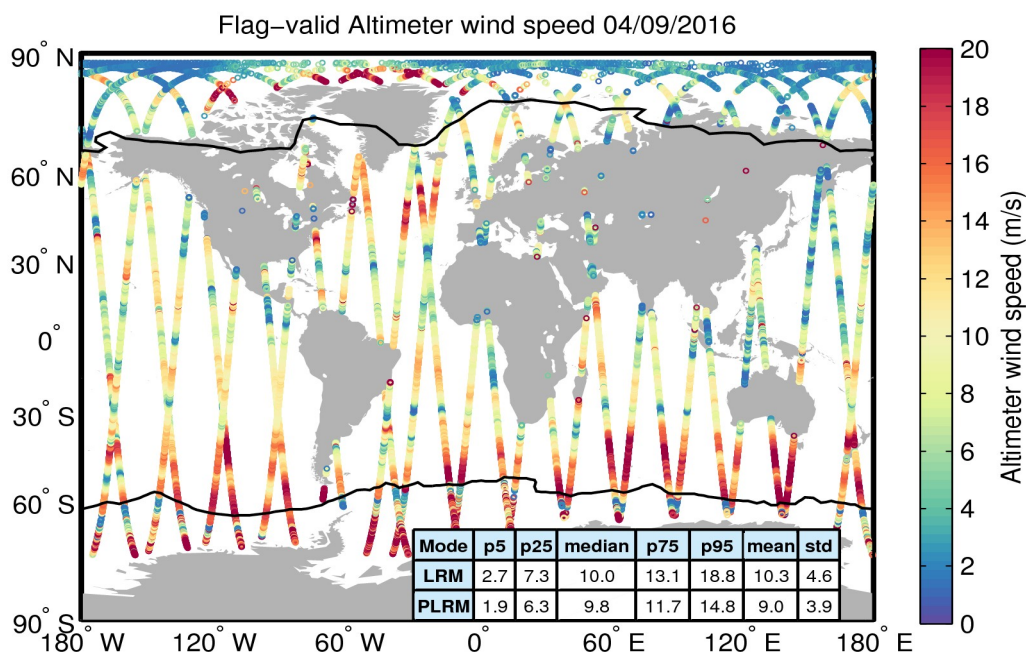 Flag−valid Altimeter wind speed 04/09/2016
90° N
60° N
30° N
0°
30° S
60° S
90° S
180° W
120° W
60° W
0°
60° E
120° E
180° E
Mode p5 p25 median p75 p95 mean std
LRM 2.7 7.3 10.0 13.1 18.8 10.3 4.6
PLRM 1.9 6.3 9.8 11.7 14.8 9.0 3.9
20
18
16
14
12
10
8
6
4
2
0
Altimeter wind speed (m/s)